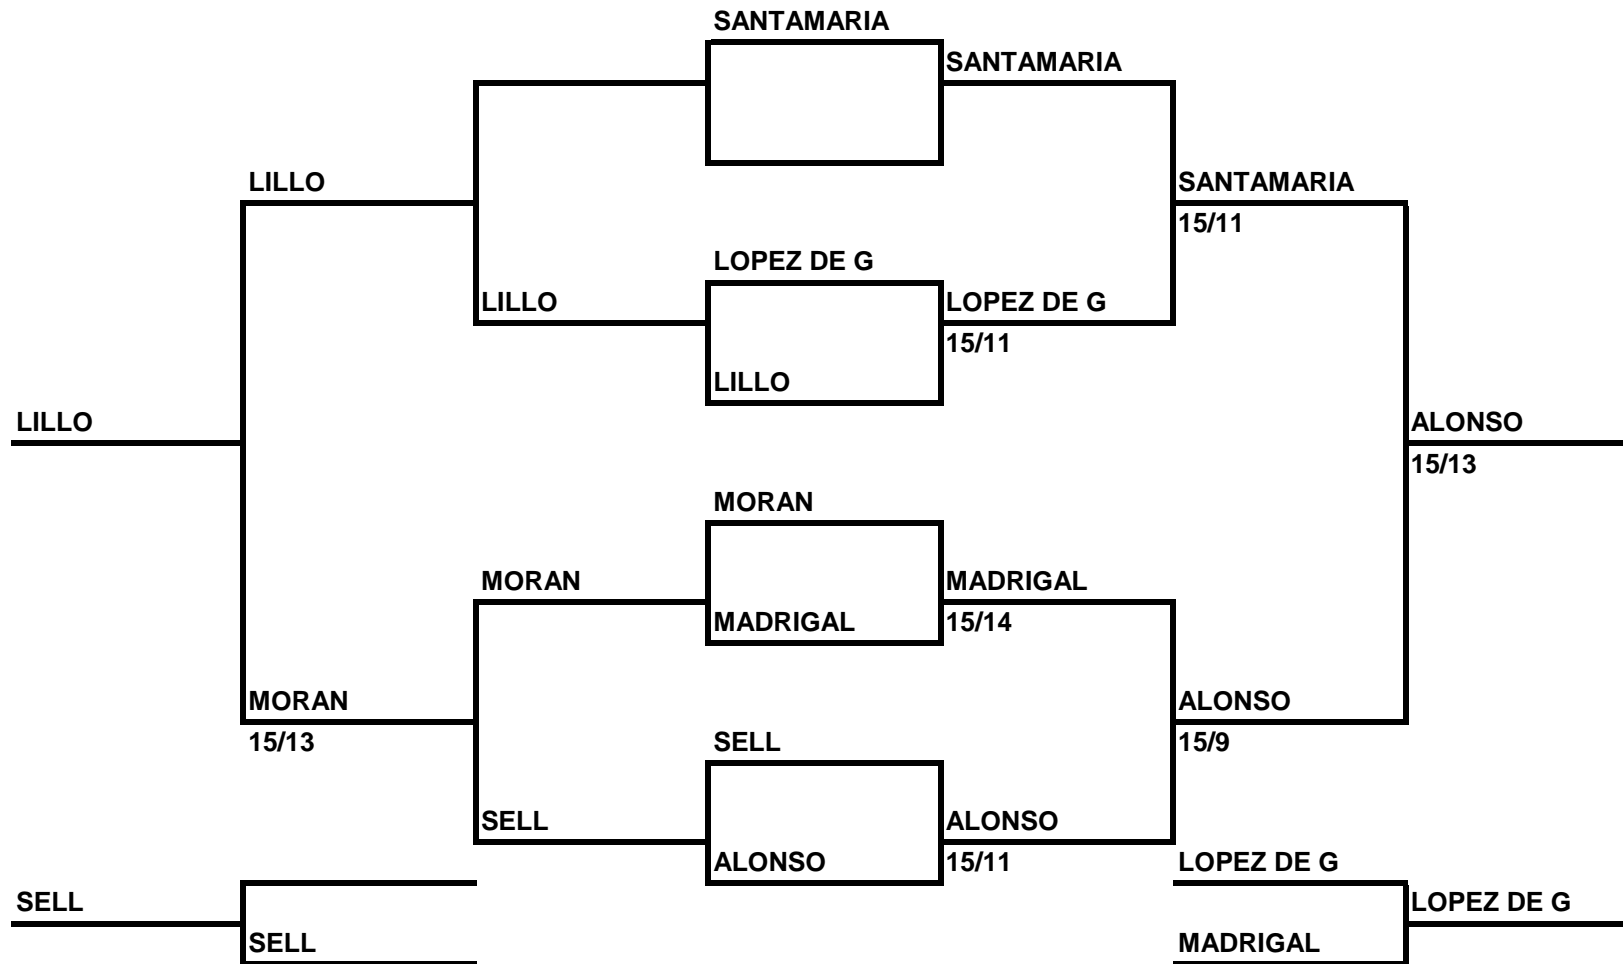 SANTAMARIA
SANTAMARIA
LILLO
SANTAMARIA
15/11
LOPEZ DE G
LILLO
LOPEZ DE G
15/11
LILLO
LILLO
ALONSO
15/13
MORAN
MORAN
MADRIGAL
MADRIGAL
15/14
MORAN
ALONSO
15/13
SELL
15/9
SELL
ALONSO
ALONSO
15/11
LOPEZ DE G
SELL
LOPEZ DE G
SELL
MADRIGAL